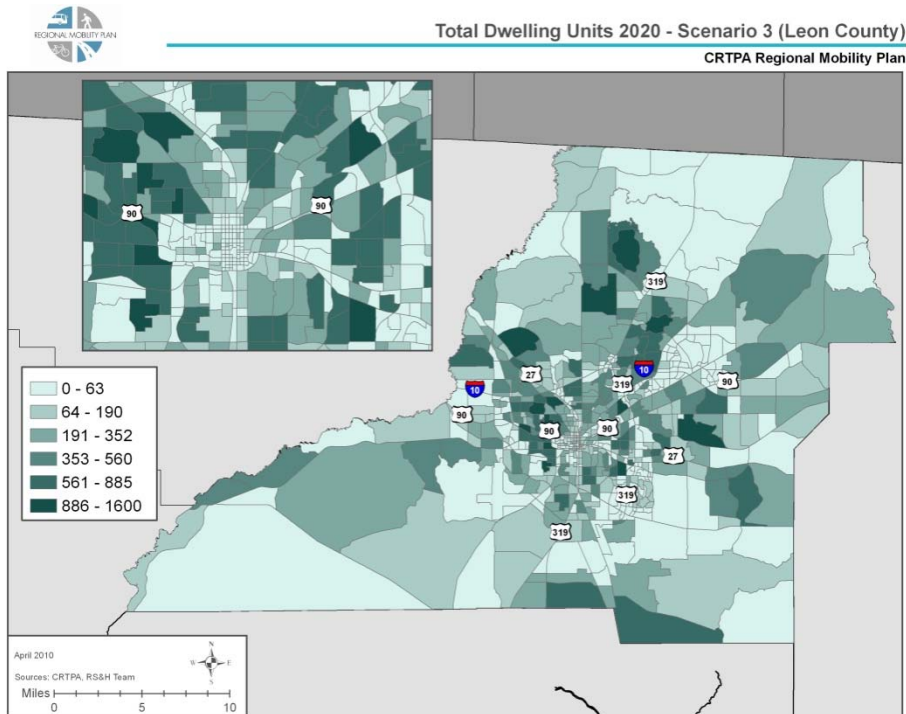 REGIONAL MOBILITY PLAN
Total Dwelling Units 2020 - Scenario 3 (Leon County)
CRTPA Regional Mobility Plan
90
90
319
27
10
319
10
90
90
90
90
27
319
319
0 - 63
64 - 190
191 - 352
353 - 560
561 - 885
886 - 1600
April 2010
Sources: CRTPA, RS&H Team
N
W
E
S
Miles
0
5
10